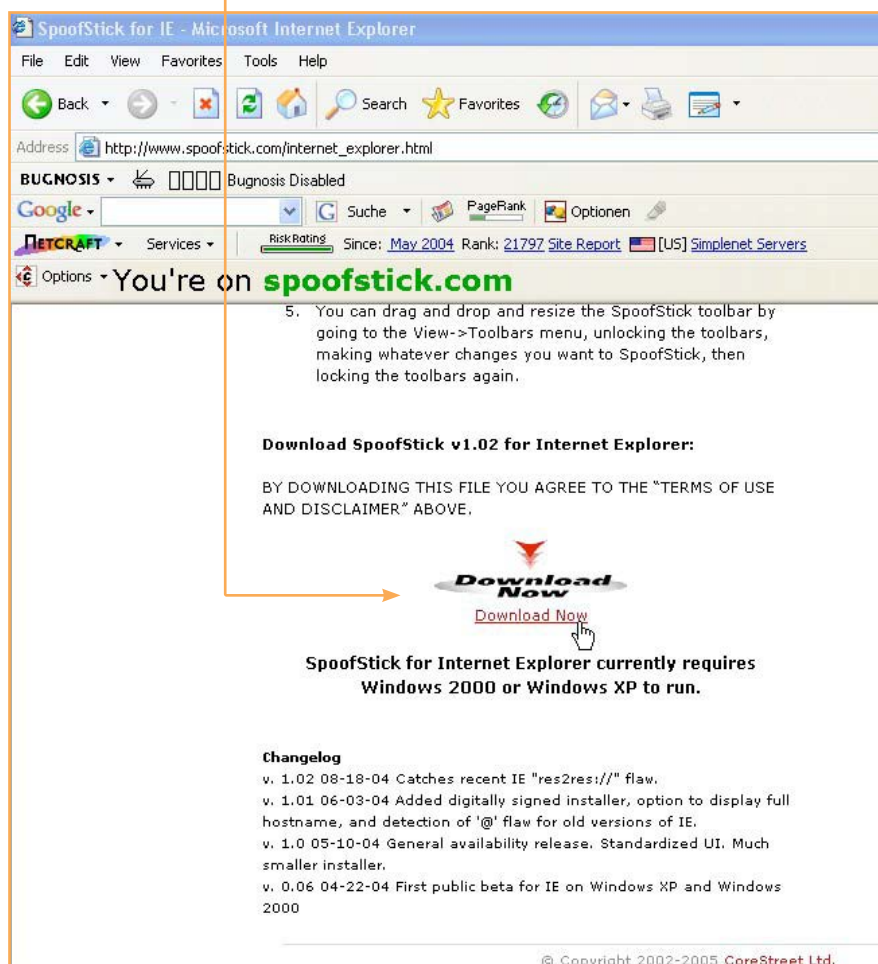 SpoofStick for IE - Microsoft Internet Explorer
File Edit View Favorites Tools Help
Back Search Favorites
Address http://www.spoofstick.com/internet_explorer.html
BUGNOSIS Bugnosis Disabled
Google Suche PageRank Optionen
NETCRAFT Services Risk Rating Since: May 2004 Rank: 21797 Site Report [US] Simplenet Servers
Options You're on spoofstick.com
5. You can drag and drop and resize the SpoofStick toolbar by
going to the View->Toolbars menu, unlocking the toolbars,
making whatever changes you want to SpoofStick, then
locking the toolbars again.
Download SpoofStick v1.02 for Internet Explorer:
BY DOWNLOADING THIS FILE YOU AGREE TO THE "TERMS OF USE
AND DISCLAIMER" ABOVE.
Download
Now
Download Now
SpoofStick for Internet Explorer currently requires
Windows 2000 or Windows XP to run.
Changelog
v. 1.02 08-18-04 Catches recent IE "res2res://" flaw.
v. 1.01 06-03-04 Added digitally signed installer, option to display full
hostname, and detection of '@' flaw for old versions of IE.
v. 1.0 05-10-04 General availability release. Standardized UI. Much
smaller installer.
v. 0.06 04-22-04 First public beta for IE on Windows XP and Windows
2000
© Copyright 2002-2005 CoreStreet Ltd.